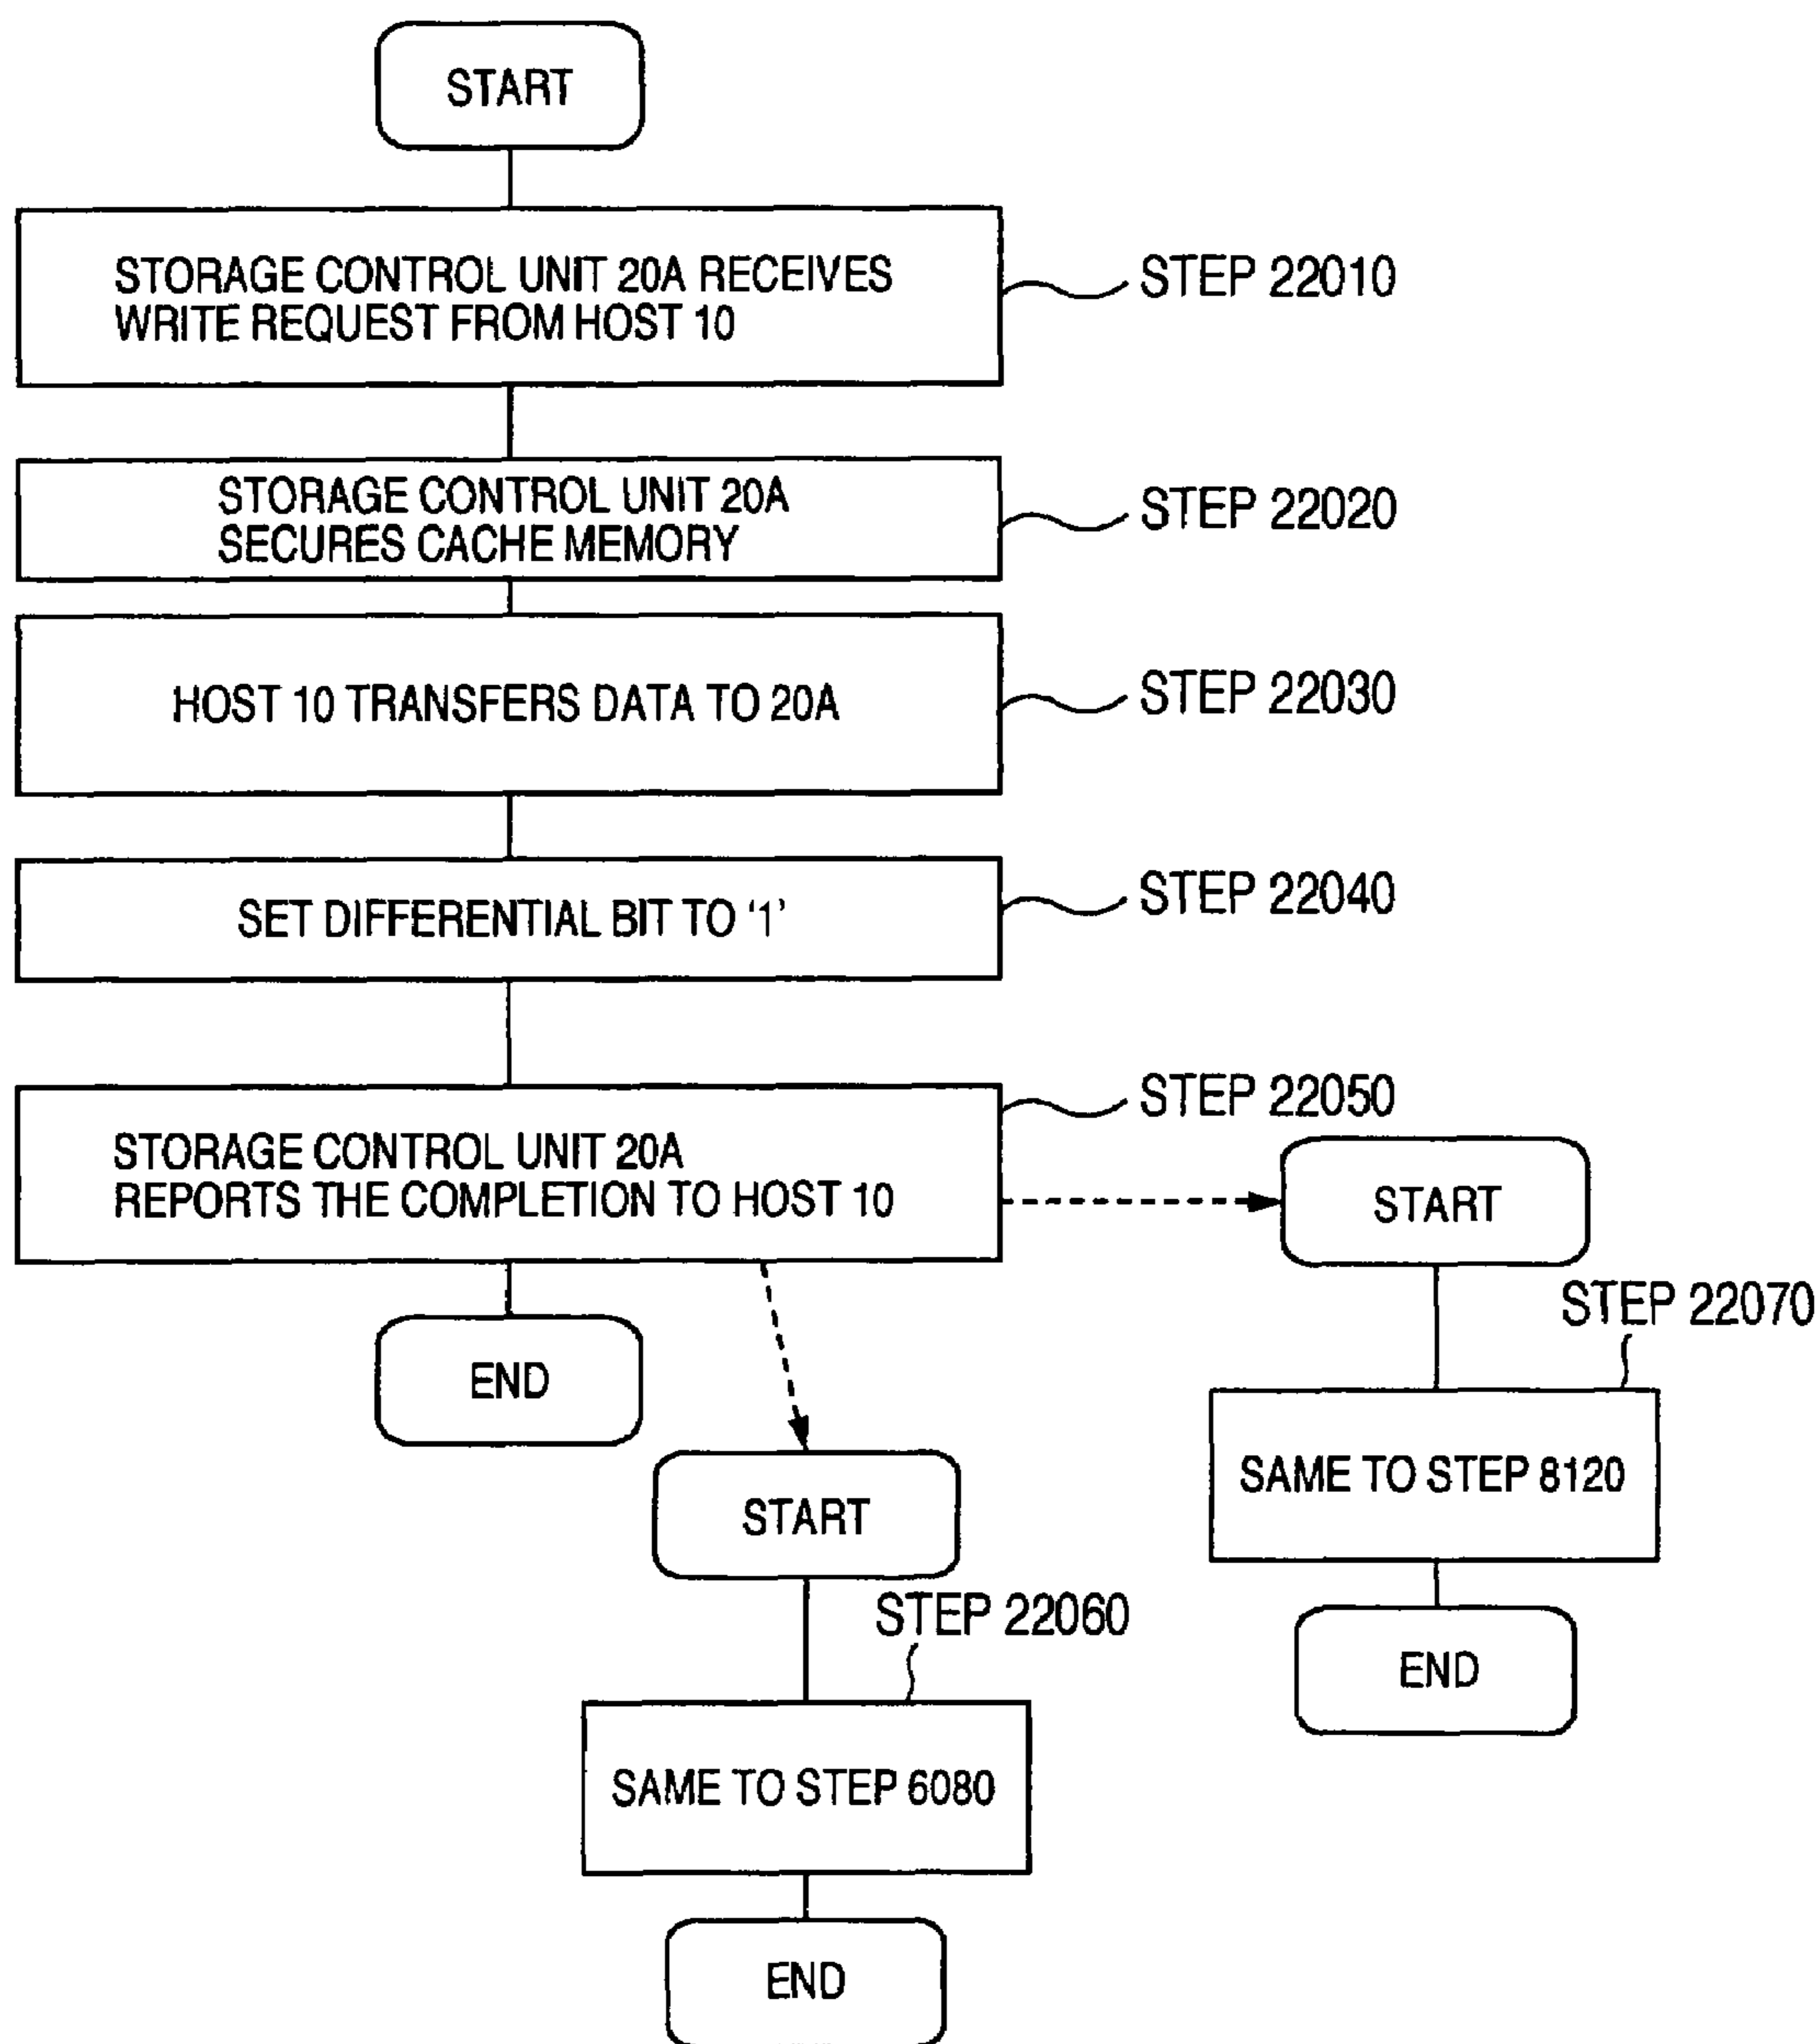 START
STORAGE CONTROL UNIT 20A RECEIVES
WRITE REQUEST FROM HOST 10
STEP 22010
STORAGE CONTROL UNIT 20A
SECURES CACHE MEMORY
STEP 22020
HOST 10 TRANSFERS DATA TO 20A
STEP 22030
SET DIFFERENTIAL BIT TO '1'
STEP 22040
STORAGE CONTROL UNIT 20A
REPORTS THE COMPLETION TO HOST 10
STEP 22050
END
START
STEP 22070
SAME TO STEP 8120
END
START
STEP 22060
SAME TO STEP 6080
END